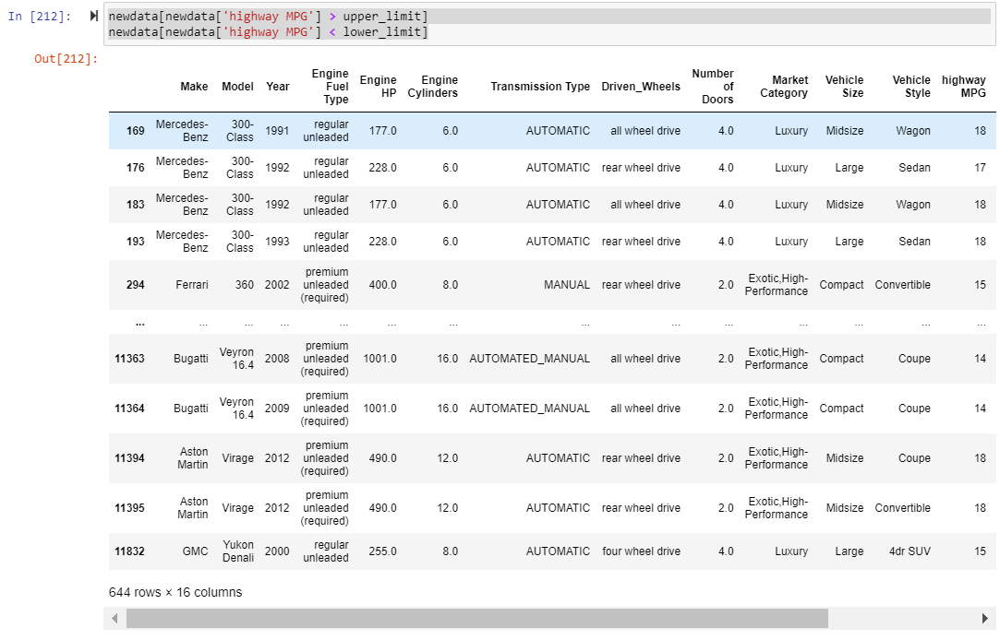 In [212]:
newdata[newdata['highway MPG'] > upper_limit]
newdata[newdata['highway MPG'] < lower_limit]
Out[212]:
Make Model Year Engine Fuel Type Engine HP Engine Cylinders Transmission Type Driven_Wheels Number of Doors Market Category Vehicle Size Vehicle Style highway MPG
169 Mercedes-Benz 300-Class 1991 regular unleaded 177.0 6.0 AUTOMATIC all wheel drive 4.0 Luxury Midsize Wagon 18
176 Mercedes-Benz 300-Class 1992 regular unleaded 228.0 6.0 AUTOMATIC rear wheel drive 4.0 Luxury Large Sedan 17
183 Mercedes-Benz 300-Class 1992 regular unleaded 177.0 6.0 AUTOMATIC all wheel drive 4.0 Luxury Midsize Wagon 18
193 Mercedes-Benz 300-Class 1993 regular unleaded 228.0 6.0 AUTOMATIC rear wheel drive 4.0 Luxury Large Sedan 18
294 Ferrari 360 2002 premium unleaded (required) 400.0 8.0 MANUAL rear wheel drive 2.0 Exotic,High-Performance Compact Convertible 15
... ... ... ... ... ... ... ... ... ... ... ... ... ...
11363 Bugatti Veyron 16.4 2008 premium unleaded (required) 1001.0 16.0 AUTOMATED_MANUAL all wheel drive 2.0 Exotic,High-Performance Compact Coupe 14
11364 Bugatti Veyron 16.4 2009 premium unleaded (required) 1001.0 16.0 AUTOMATED_MANUAL all wheel drive 2.0 Exotic,High-Performance Compact Coupe 14
11394 Aston Martin Virage 2012 premium unleaded (required) 490.0 12.0 AUTOMATIC rear wheel drive 2.0 Exotic,High-Performance Midsize Coupe 18
11395 Aston Martin Virage 2012 premium unleaded (required) 490.0 12.0 AUTOMATIC rear wheel drive 2.0 Exotic,High-Performance Midsize Convertible 18
11832 GMC Yukon Denali 2000 regular unleaded 255.0 8.0 AUTOMATIC four wheel drive 4.0 Luxury Large 4dr SUV 15
644 rows × 16 columns